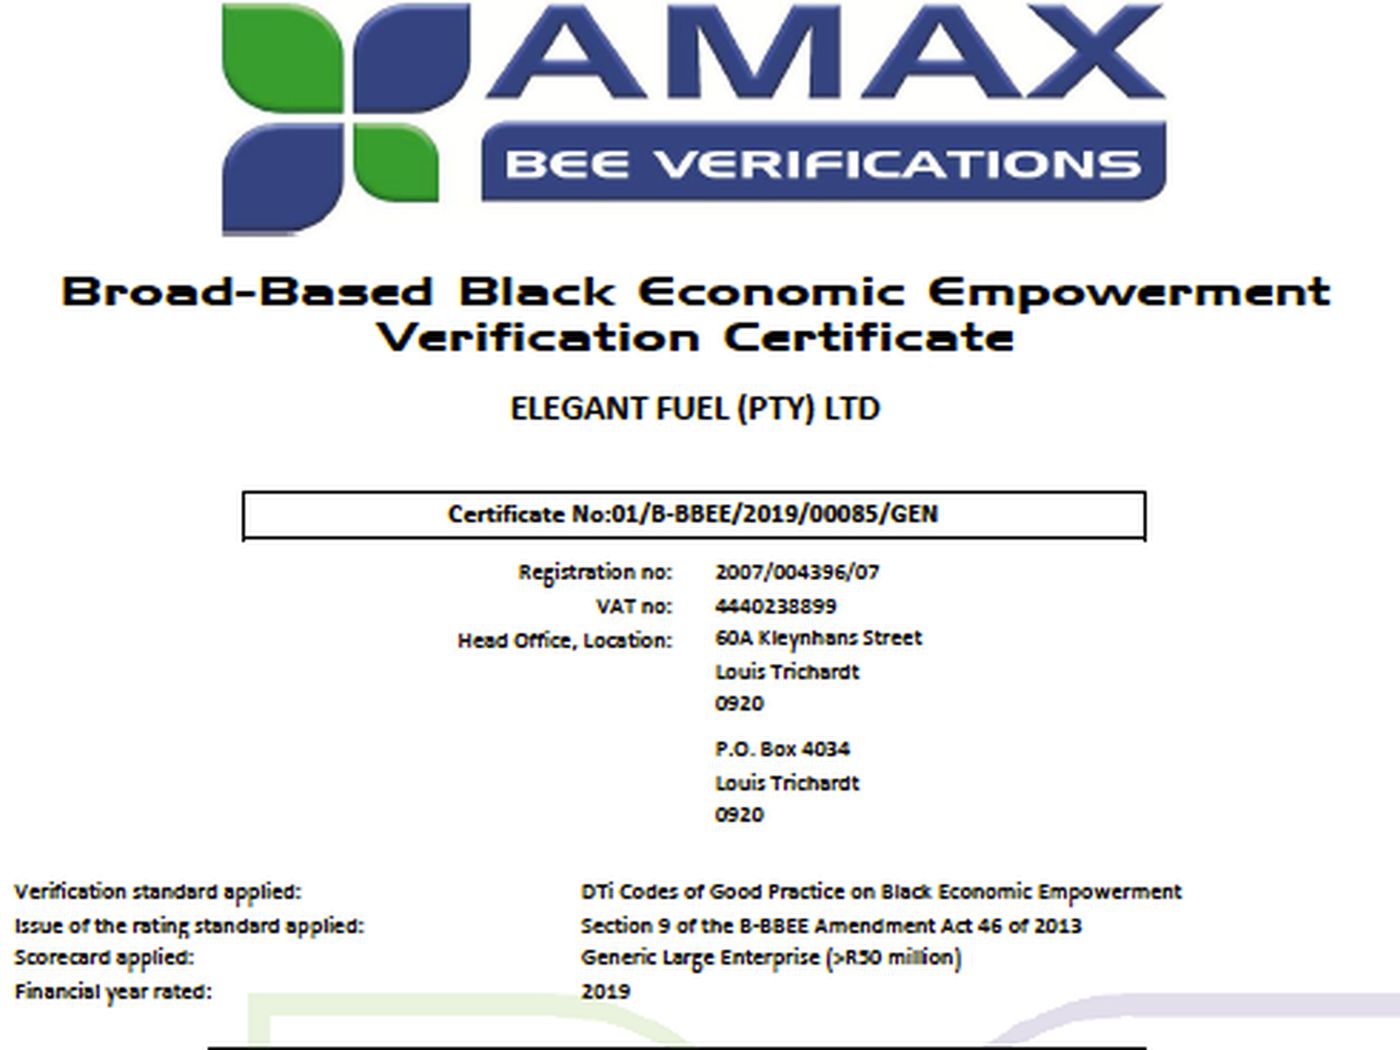 AMAX
BEE VERIFICATIONS
Broad-Based Black Economic Empowerment
Verification Certificate
ELEGANT FUEL (PTY) LTD
Certificate No:01/B-BBEE/2019/00085/GEN
Registration no: 2007/004396/07
VAT no: 4440238899
Head Office, Location: 60A Kleynhans Street
Louis Trichardt
0920
P.O. Box 4034
Louis Trichardt
0920
Verification standard applied: DTi Codes of Good Practice on Black Economic Empowerment
Issue of the rating standard applied: Section 9 of the B-BBEE Amendment Act 46 of 2013
Scorecard applied: Generic Large Enterprise (>R50 million)
Financial year rated: 2019